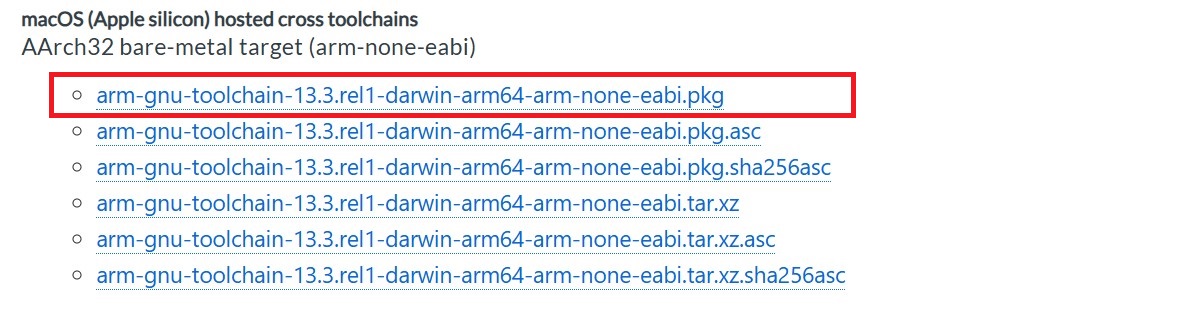 macOS (Apple silicon) hosted cross toolchains
AArch32 bare-metal target (arm-none-eabi)
arm-gnu-toolchain-13.3.rel1-darwin-arm64-arm-none-eabi.pkg
arm-gnu-toolchain-13.3.rel1-darwin-arm64-arm-none-eabi.pkg.asc
arm-gnu-toolchain-13.3.rel1-darwin-arm64-arm-none-eabi.pkg.sha256asc
arm-gnu-toolchain-13.3.rel1-darwin-arm64-arm-none-eabi.tar.xz
arm-gnu-toolchain-13.3.rel1-darwin-arm64-arm-none-eabi.tar.xz.asc
arm-gnu-toolchain-13.3.rel1-darwin-arm64-arm-none-eabi.tar.xz.sha256asc